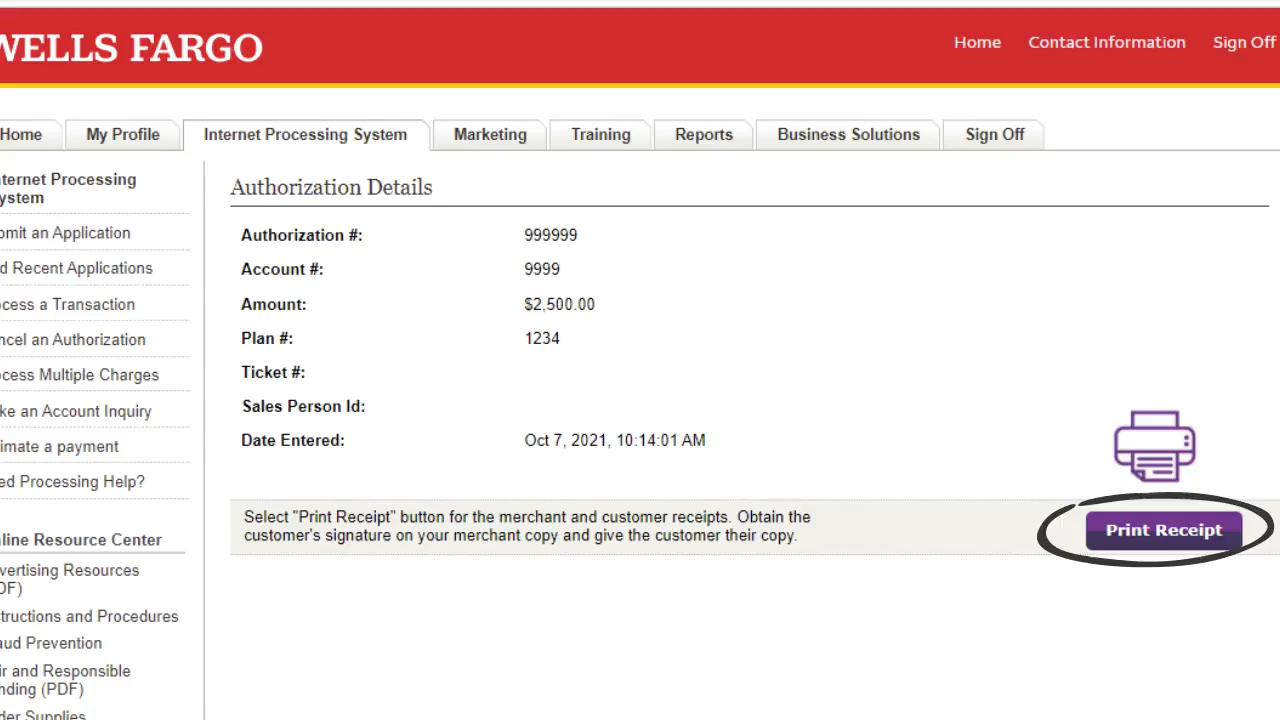 WELLS FARGO
Home Contact Information Sign Off
Home My Profile Internet Processing System Marketing Training Reports Business Solutions Sign Off
nternet Processing
ystem
bmit an Application
d Recent Applications
ocess a Transaction
ncel an Authorization
ocess Multiple Charges
ke an Account Inquiry
imate a payment
ed Processing Help?
nline Resource Center
vertising Resources
DF)
tructions and Procedures
aud Prevention
ir and Responsible
nding (PDF)
der Supplies
Authorization Details
Authorization #: 999999
Account #: 9999
Amount: $2,500.00
Plan #: 1234
Ticket #:
Sales Person Id:
Date Entered: Oct 7, 2021, 10:14:01 AM
Select "Print Receipt" button for the merchant and customer receipts. Obtain the
customer's signature on your merchant copy and give the customer their copy.
Print Receipt